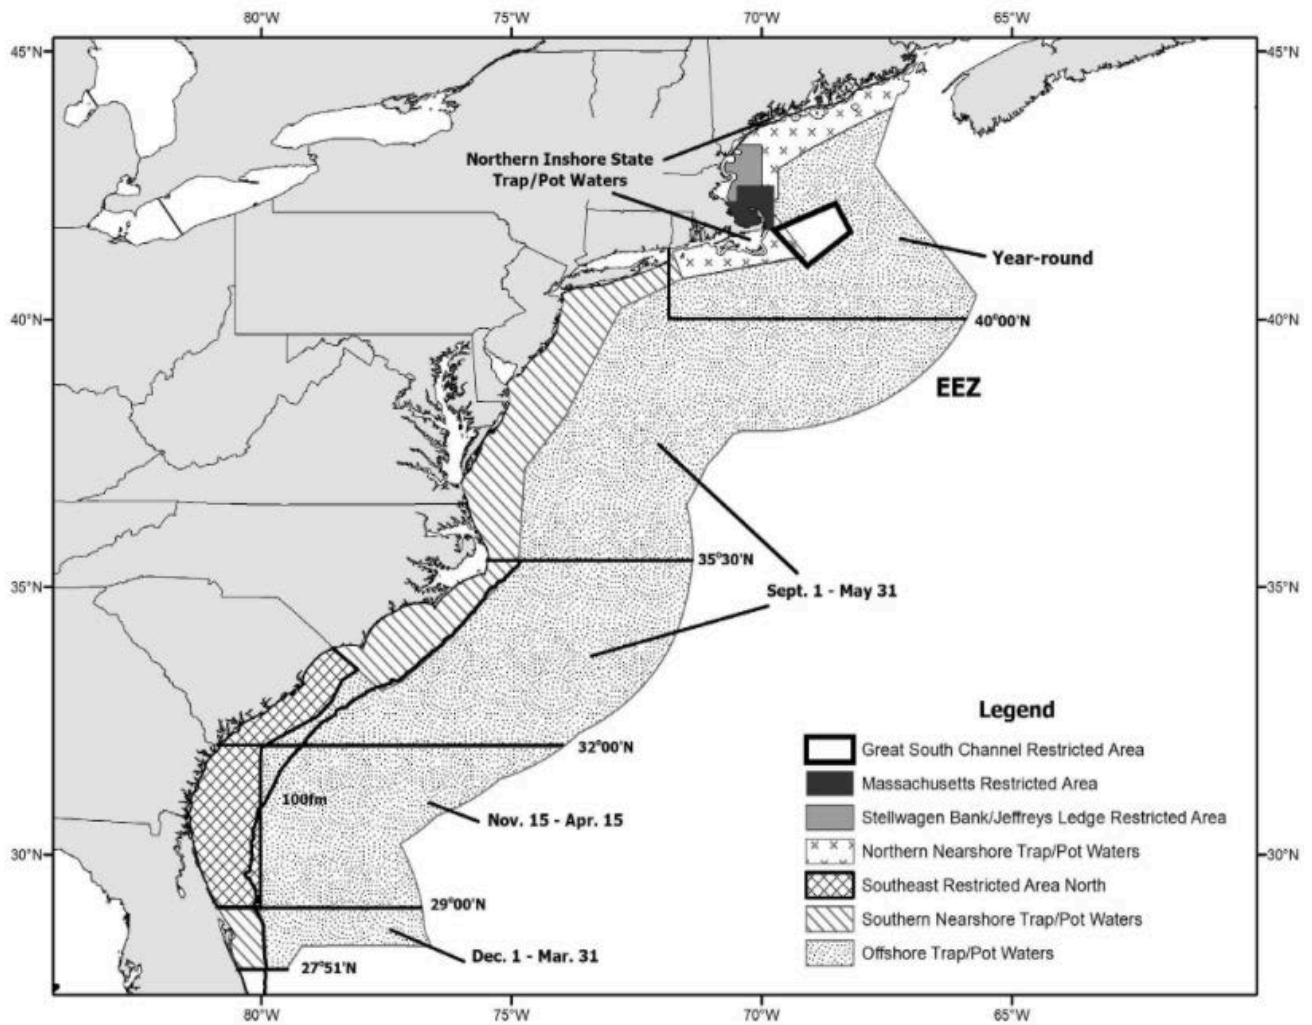 80°W 75°W 70°W 65°W
45°N 45°N
Northern Inshore State
Trap/Pot Waters
Year-round
40°N 40°00'N 40°N
EEZ
35°30'N
35°N Sept. 1 - May 31 35°N
Legend
32°00'N
Great South Channel Restricted Area
Massachusetts Restricted Area
100fm
Nov. 15 - Apr. 15
Stellwagen Bank/Jeffreys Ledge Restricted Area
30°N 30°N
Northern Nearshore Trap/Pot Waters
Southeast Restricted Area North
29°00'N
Southern Nearshore Trap/Pot Waters
Dec. 1 - Mar. 31
Offshore Trap/Pot Waters
27°51'N
80°W 75°W 70°W 65°W